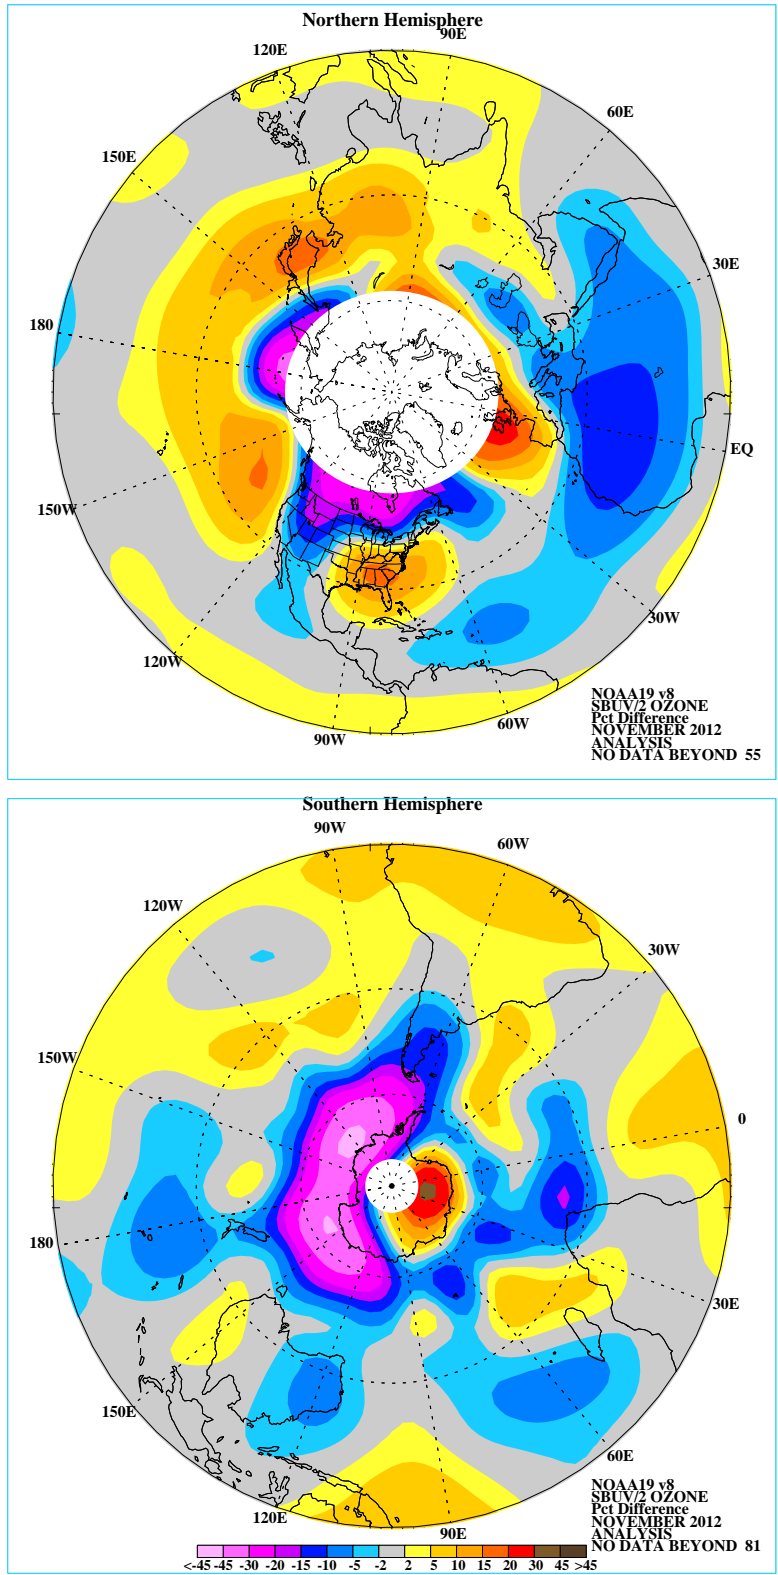 Northern Hemisphere
90E
120E
60E
150E
30E
180
EQ
150W
30W
120W
60W
90W
NOAA19 v8
SBUV/2 OZONE
Pct Difference
NOVEMBER 2012
ANALYSIS
NO DATA BEYOND 55
Southern Hemisphere
90W
60W
120W
30W
150W
0
180
30E
150E
60E
120E
90E
NOAA19 v8
SBUV/2 OZONE
Pct Difference
NOVEMBER 2012
ANALYSIS
NO DATA BEYOND 81
<-45 -45 -30 -20 -15 -10 -5 -2 2 5 10 15 20 30 45 >45